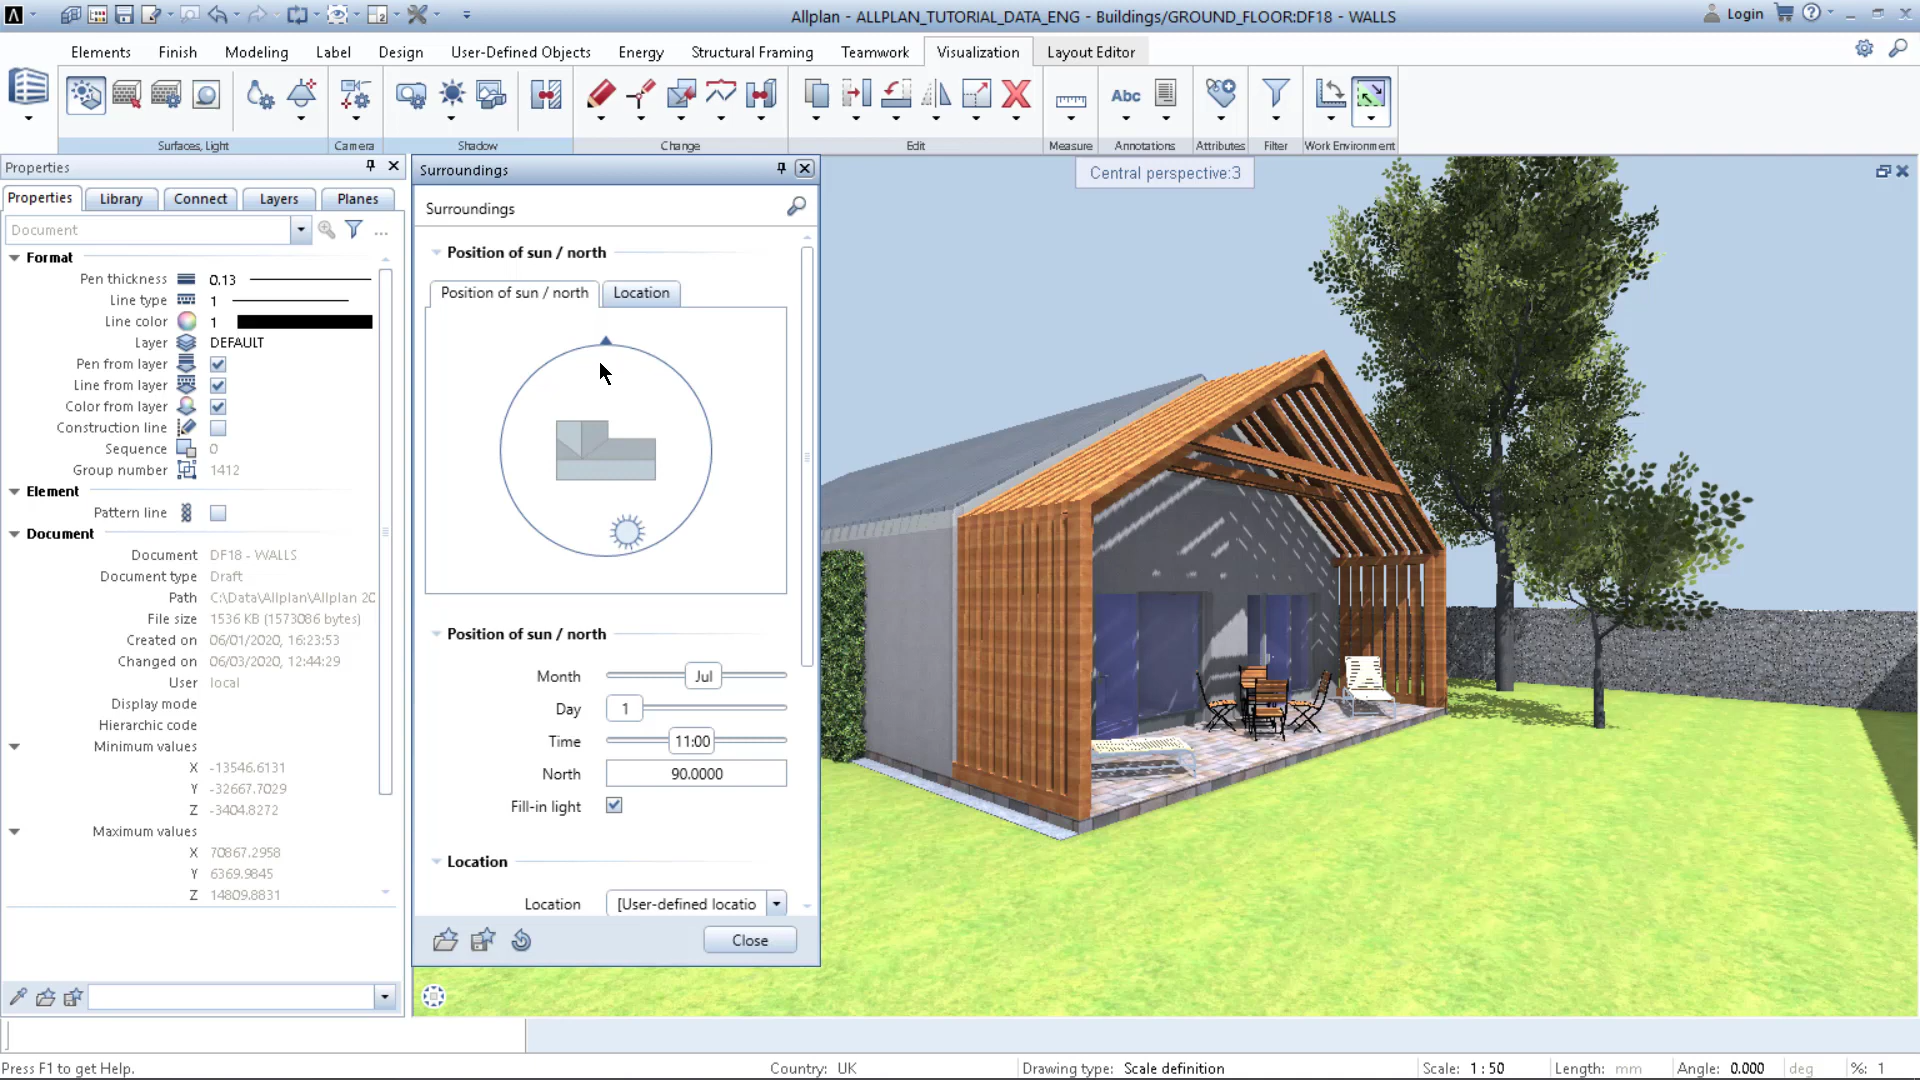 Allplan - ALLPLAN_TUTORIAL_DATA_ENG - Buildings/GROUND_FLOOR:DF18 - WALLS
Login
Elements Finish Modeling Label Design User-Defined Objects Energy Structural Framing Teamwork Visualization Layout Editor
Abc
Surfaces, Light Camera Shadow Change Edit Measure Annotations Attributes Filter Work Environment
Properties
Properties Library Connect Layers Planes
Document
Format
Pen thickness 0.13
Line type 1
Line color 1
Layer DEFAULT
Pen from layer
Line from layer
Color from layer
Construction line
Sequence 0
Group number 1412
Element
Pattern line
Document
Document DF18 - WALLS
Document type Draft
Path C:\Data\Allplan\Allplan 20
File size 1536 KB (1573086 bytes)
Created on 06/01/2020, 16:23:53
Changed on 06/03/2020, 12:44:29
User local
Display mode
Hierarchic code
Minimum values
X -13546.6131
Y -32667.7029
Z -3404.8272
Maximum values
X 70867.2958
Y 6369.9845
Z 14809.8831
Surroundings
Surroundings
Position of sun / north
Position of sun / north Location
Position of sun / north
Month Jul
Day 1
Time 11:00
North 90.0000
Fill-in light
Location
Location [User-defined locatio
Close
Central perspective:3
Press F1 to get Help.
Country: UK
Drawing type: Scale definition
Scale: 1 : 50
Length: mm
Angle: 0.000 deg
%: 1